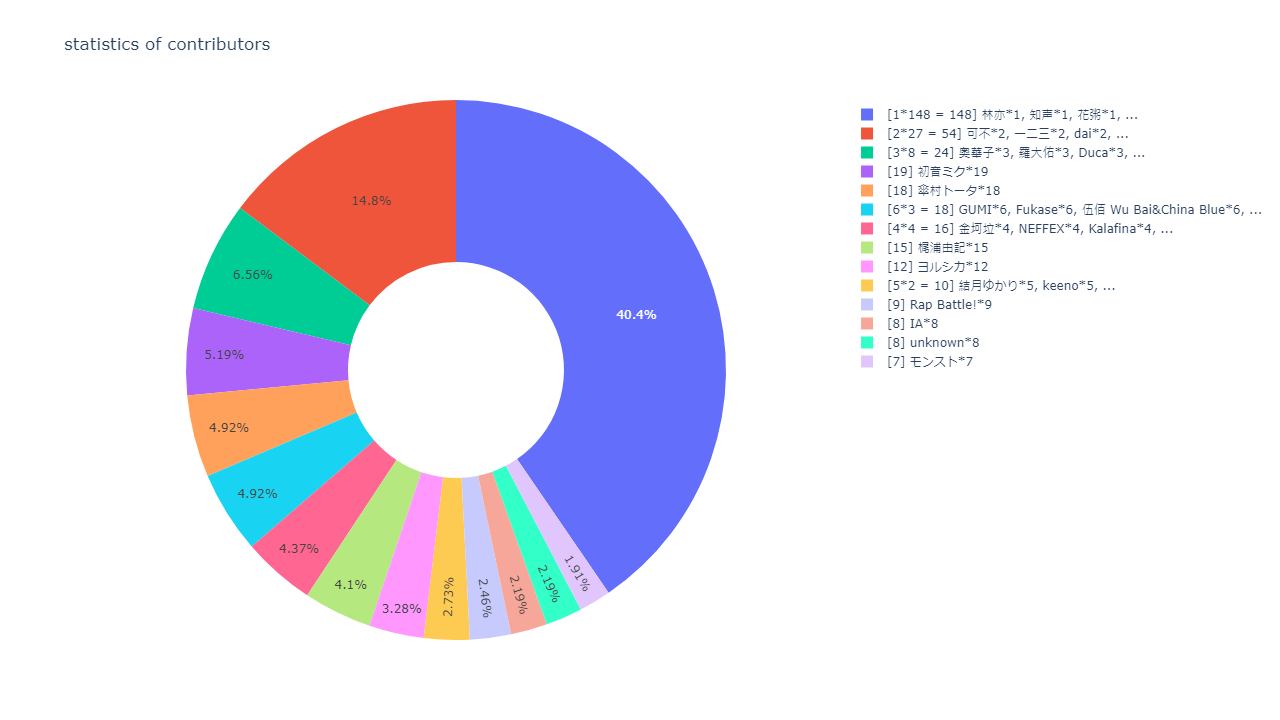 statistics of contributors
40.4%
14.8%
6.56%
5.19%
4.92%
4.92%
4.37%
4.1%
3.28%
2.73%
2.46%
2.19%
2.19%
1.91%
[1*148 = 148] 林亦*1, 知声*1, 花粥*1, ...
[2*27 = 54] 可不*2, 一二三*2, dai*2, ...
[3*8 = 24] 奥華子*3, 羅大佑*3, Duca*3, ...
[19] 初音ミク*19
[18] 傘村トータ*18
[6*3 = 18] GUMI*6, Fukase*6, 伍佰 Wu Bai&China Blue*6, ...
[4*4 = 16] 金坷垃*4, NEFFEX*4, Kalafina*4, ...
[15] 梶浦由記*15
[12] ヨルシカ*12
[5*2 = 10] 結月ゆかり*5, keeno*5, ...
[9] Rap Battle!*9
[8] IA*8
[8] unknown*8
[7] モンスト*7